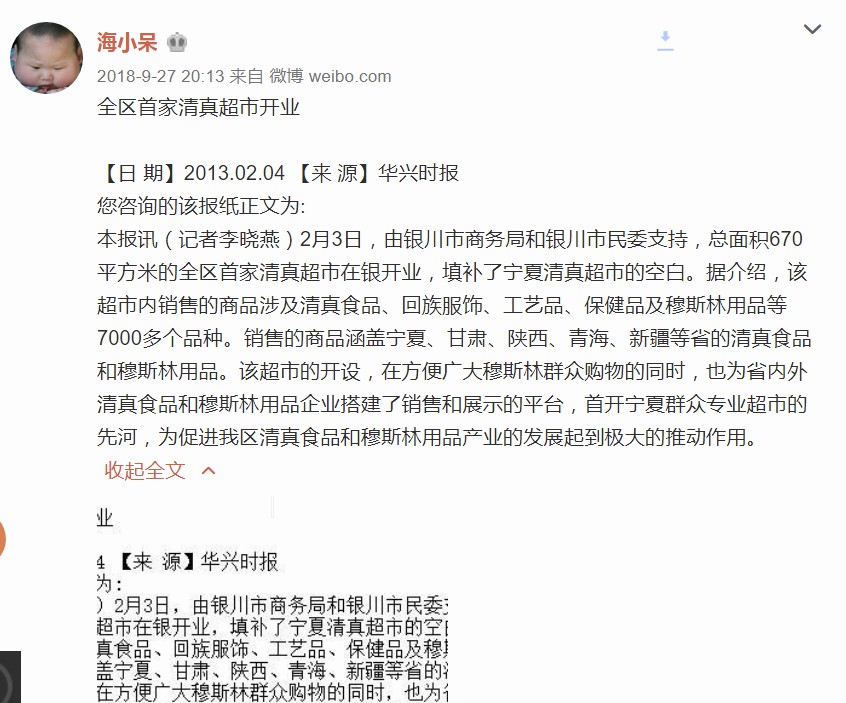 海小呆
2018-9-27 20:13 来自 微博 weibo.com
全区首家清真超市开业
【日 期】2013.02.04 【来 源】华兴时报
您咨询的该报纸正文为:
本报讯（记者李晓燕）2月3日，由银川市商务局和银川市民委支持，总面积670
平方米的全区首家清真超市在银开业，填补了宁夏清真超市的空白。据介绍，该
超市内销售的商品涉及清真食品、回族服饰、工艺品、保健品及穆斯林用品等
7000多个品种。销售的商品涵盖宁夏、甘肃、陕西、青海、新疆等省的清真食品
和穆斯林用品。该超市的开设，在方便广大穆斯林群众购物的同时，也为省内外
清真食品和穆斯林用品企业搭建了销售和展示的平台，首开宁夏群众专业超市的
先河，为促进我区清真食品和穆斯林用品产业的发展起到极大的推动作用。
收起全文
业
4 【来 源】华兴时报
为：
）2月3日，由银川市商务局和银川市民委
超市在银开业，填补了宁夏清真超市的空
真食品、回族服饰、工艺品、保健品及穆
盖宁夏、甘肃、陕西、青海、新疆等省的
在方便广大穆斯林群众购物的同时，也为